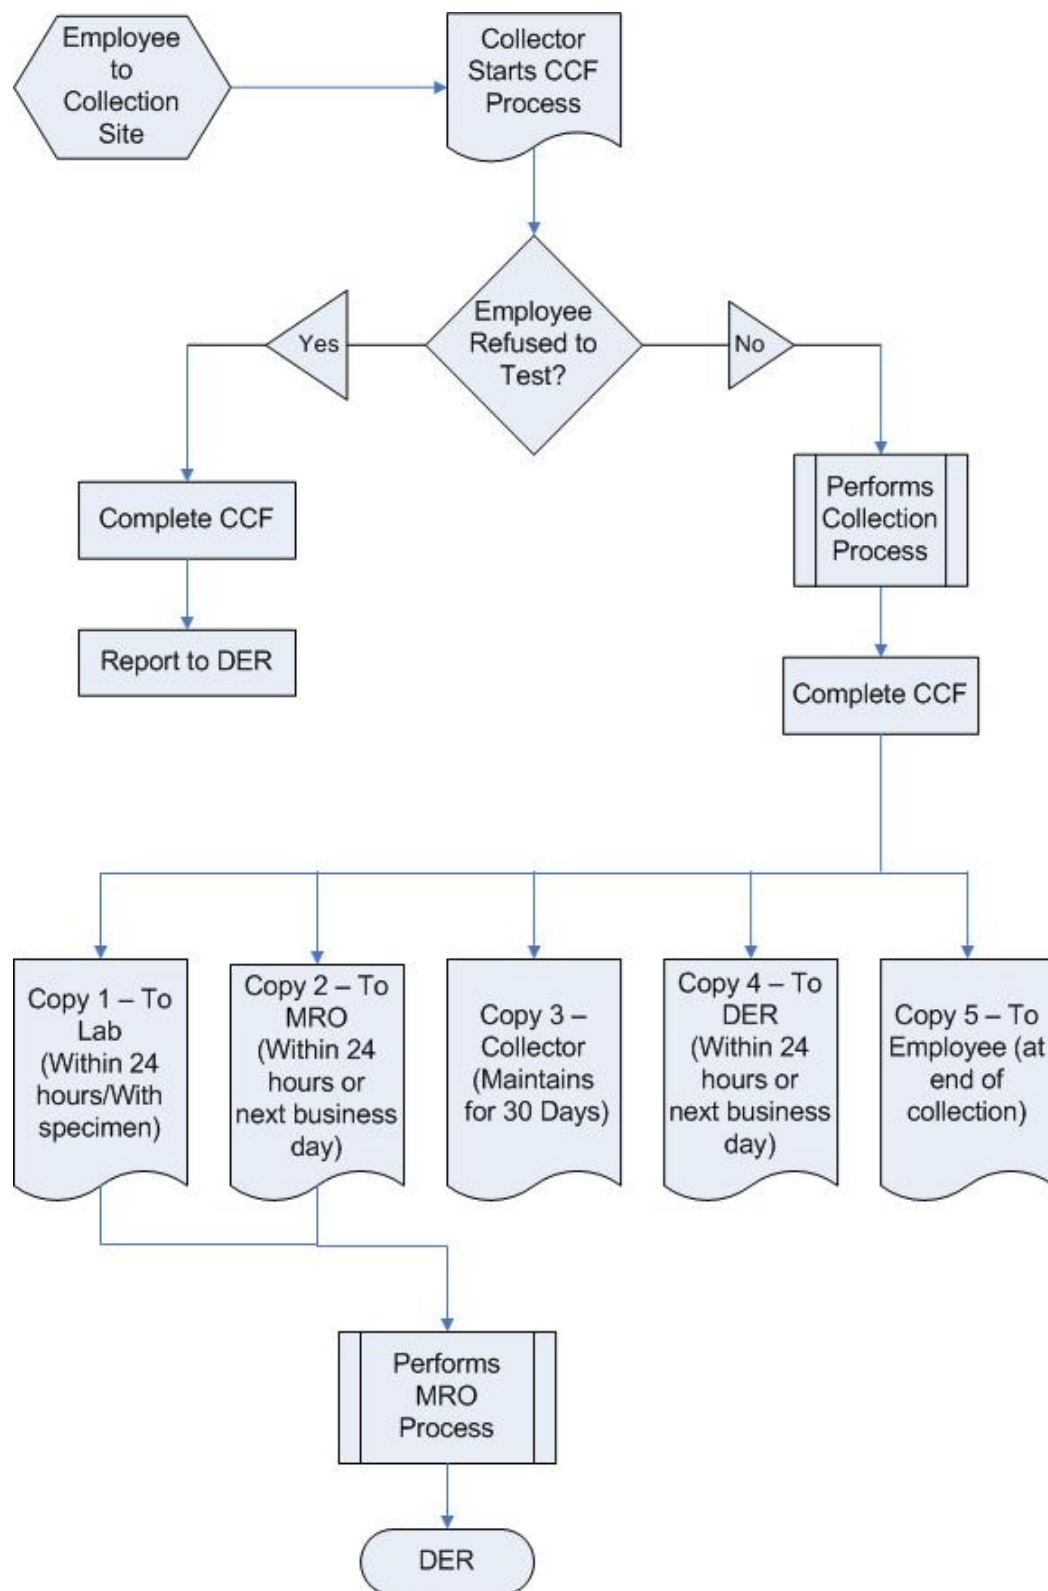 Employee
to
Collection
Site
Collector
Starts CCF
Process
Employee
Refused to
Test?
Yes
No
Complete CCF
Report to DER
Performs
Collection
Process
Complete CCF
Copy 1 – To
Lab
(Within 24
hours/With
specimen)
Copy 2 – To
MRO
(Within 24
hours or
next business
day)
Copy 3 –
Collector
(Maintains
for 30 Days)
Copy 4 – To
DER
(Within 24
hours or
next business
day)
Copy 5 – To
Employee (at
end of
collection)
Performs
MRO
Process
DER